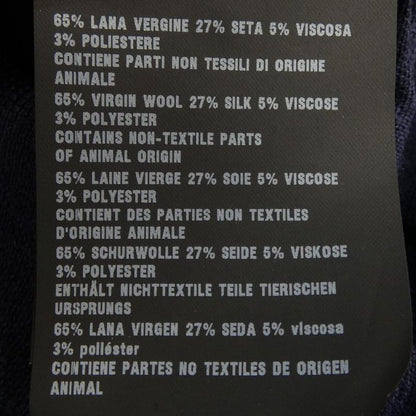 65% LANA VERGINE 27% SETA 5% VISCOSA
3% POLIESTERE
CONTIENE PARTI NON TESSILI DI ORIGINE
ANIMALE
65% VIRGIN WOOL 27% SILK 5% VISCOSE
3% POLYESTER
CONTAINS NON-TEXTILE PARTS
OF ANIMAL ORIGIN
65% LAINE VIERGE 27% SOIE 5% VISCOSE
3% POLYESTER
CONTIENT DES PARTIES NON TEXTILES
D'ORIGINE ANIMALE
65% SCHURWOLLE 27% SEIDE 5% VISKOSE
3% POLYESTER
ENTHÄLT NICHTTEXTILE TEILE TIERISCHEN
URSPRUNGS
65% LANA VIRGEN 27% SEDA 5% viscosa
3% poliéster
CONTIENE PARTES NO TEXTILES DE ORIGEN
ANIMAL